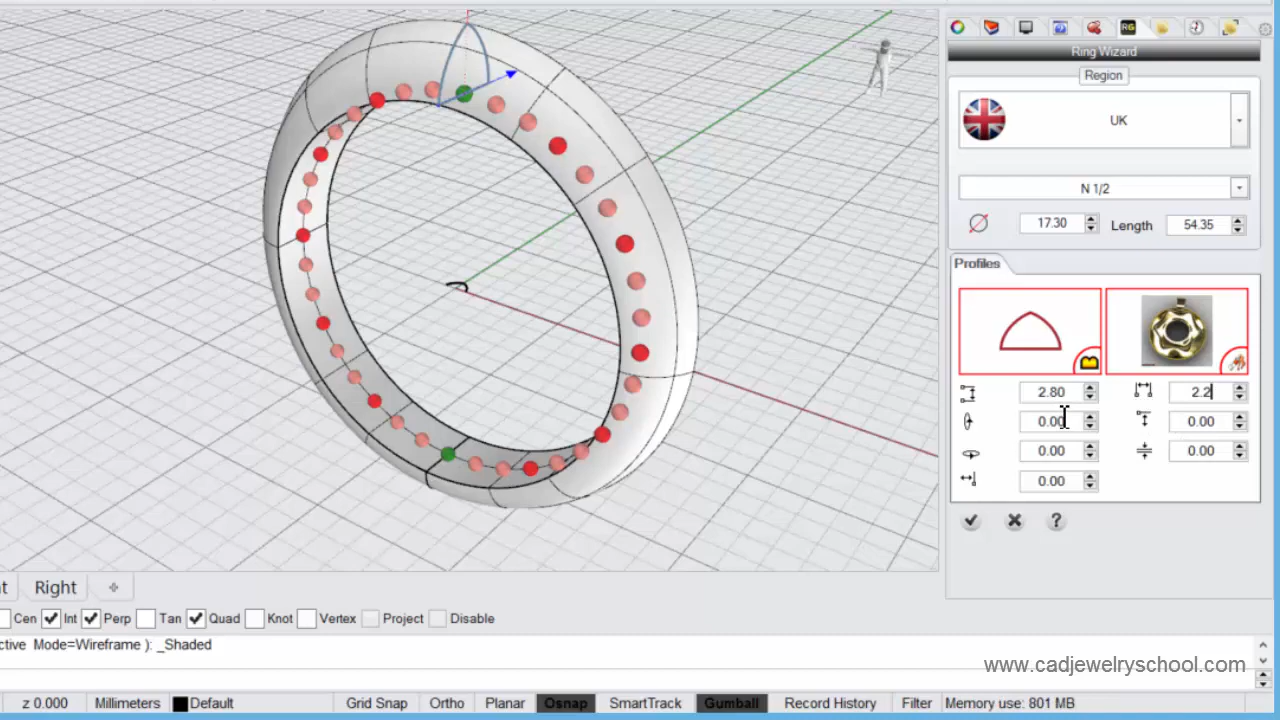 RG
Ring Wizard
Region
UK
N 1/2
17.30 Length 54.35
Profiles
2.80 2.2
0.00 0.00
0.00 0.00
0.00
?
nt Right +
Cen Int Perp Tan Quad Knot Vertex Project Disable
ctive Mode=Wireframe ): _Shaded
www.cadjewelryschool.com
z 0.000 Millimeters Default Grid Snap Ortho Planar Osnap SmartTrack Gumball Record History Filter Memory use: 801 MB